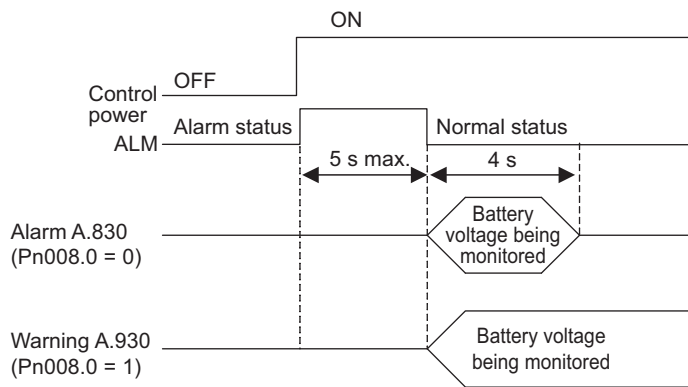 ON
OFF
Control
power
ALM
Alarm status
Normal status
5 s max.
4 s
Alarm A.830
(Pn008.0 = 0)
Battery
voltage being
monitored
Warning A.930
(Pn008.0 = 1)
Battery voltage
being monitored